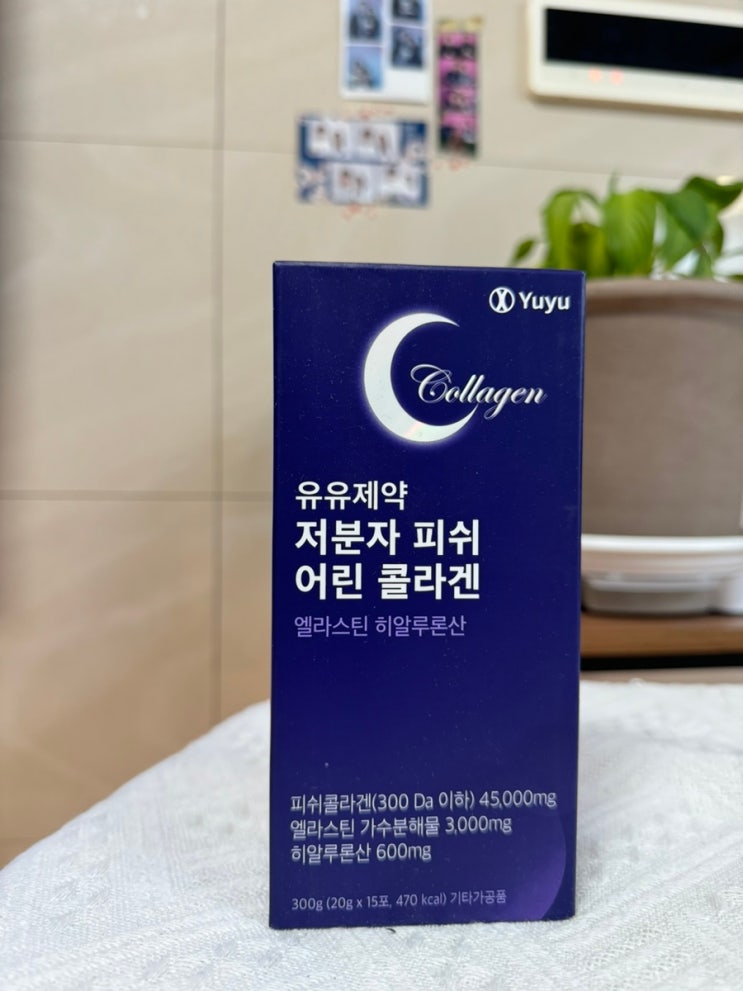 Yuyu
Collagen
유유제약
저분자 피쉬
어린 콜라겐
엘라스틴 히알루론산
피쉬콜라겐(300 Da 이하) 45,000mg
엘라스틴 가수분해물 3,000mg
히알루론산 600mg
300g (20g x 15포, 470 kcal) 기타가공품